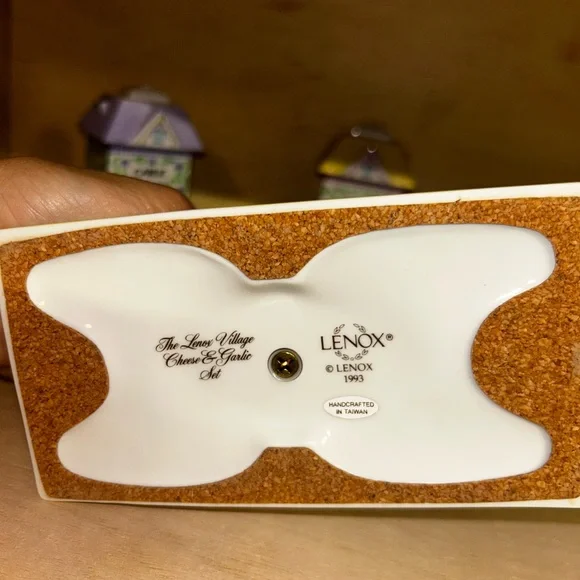 The Lenox Village
Cheese & Garlic
Set
LENOX®
© LENOX
1993
HANDCRAFTED
IN TAIWAN